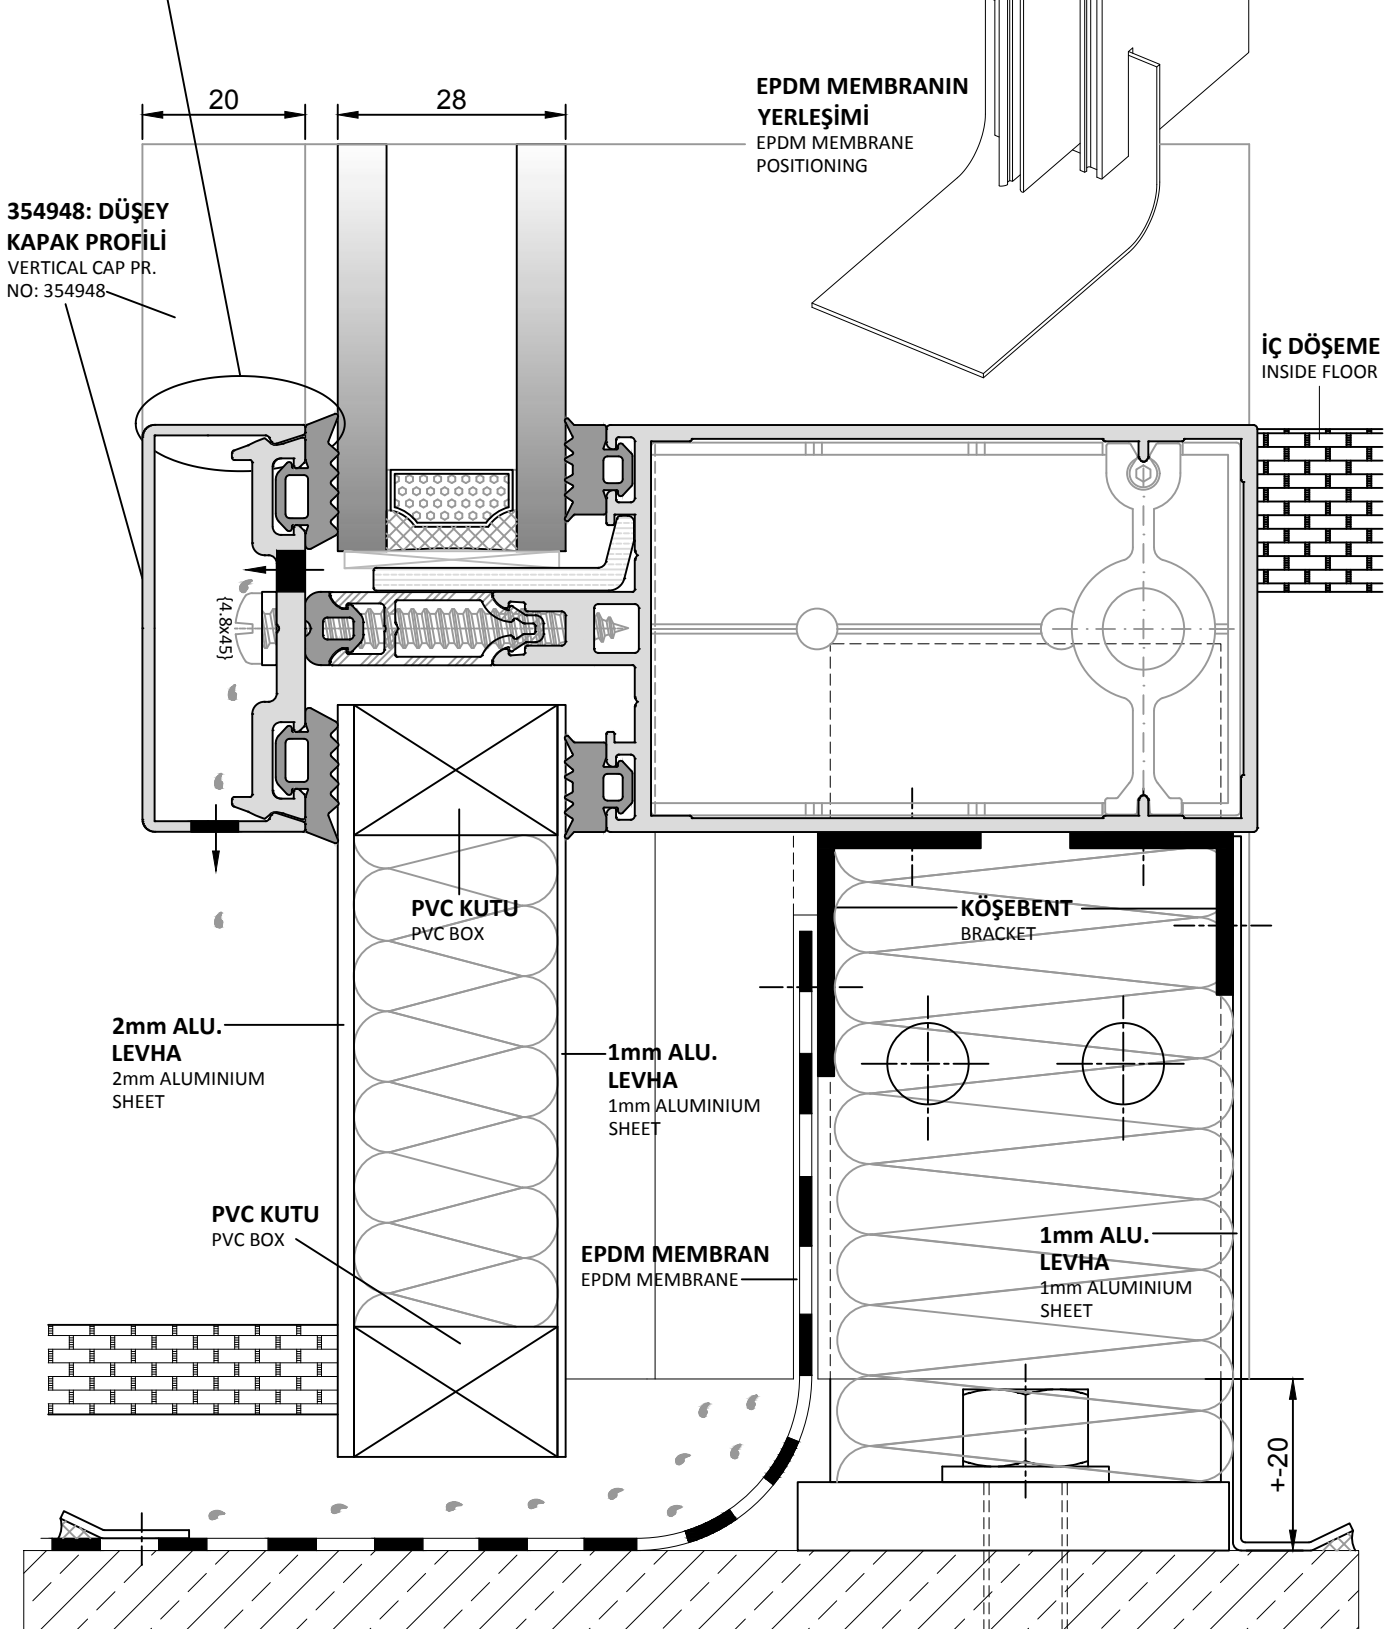 20
28
EPDM MEMBRANIN
YERLEŞİMİ
EPDM MEMBRANE
POSITIONING
354948: DÜŞEY
KAPAK PROFİLİ
VERTICAL CAP PR.
NO: 354948
İÇ DÖŞEME
INSIDE FLOOR
{4.8x45}
PVC KUTU
PVC BOX
KÖŞEBENT
BRACKET
2mm ALU.
LEVHA
2mm ALUMINIUM
SHEET
1mm ALU.
LEVHA
1mm ALUMINIUM
SHEET
PVC KUTU
PVC BOX
EPDM MEMBRAN
EPDM MEMBRANE
1mm ALU.
LEVHA
1mm ALUMINIUM
SHEET
+-20